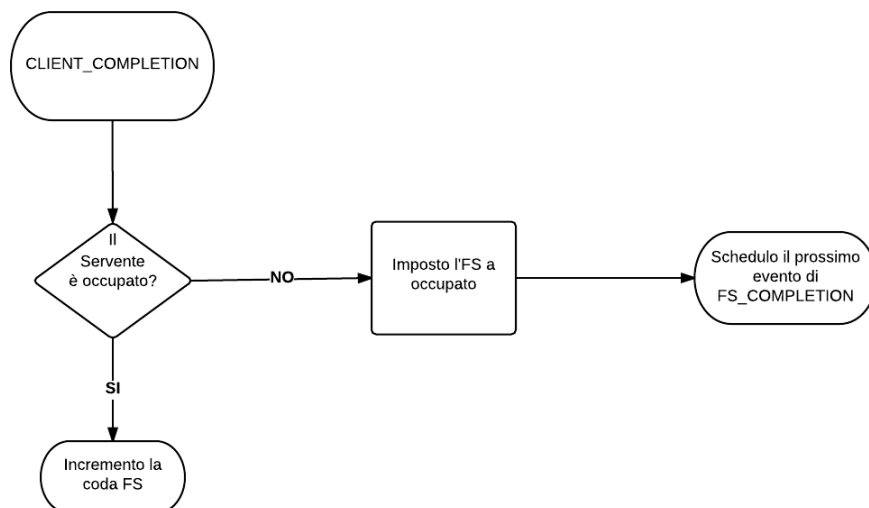 CLIENT_COMPLETION
Il
Servente
è occupato?
NO
Imposto l'FS a
occupato
Schedulo il prossimo
evento di
FS_COMPLETION
SI
Incremento la
coda FS